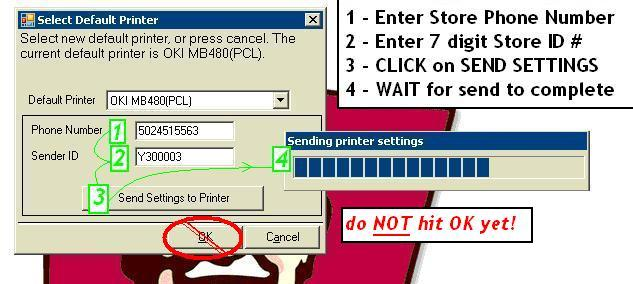 Select Default Printer
Select new default printer, or press cancel. The
current default printer is OKI MB480(PCL).
Default Printer OKI MB480(PCL)
Phone Number 1 5024515563
Sender ID 2 Y300003
3 Send Settings to Printer
OK Cancel
1 - Enter Store Phone Number
2 - Enter 7 digit Store ID #
3 - CLICK on SEND SETTINGS
4 - WAIT for send to complete
Sending printer settings
4
do NOT hit OK yet!